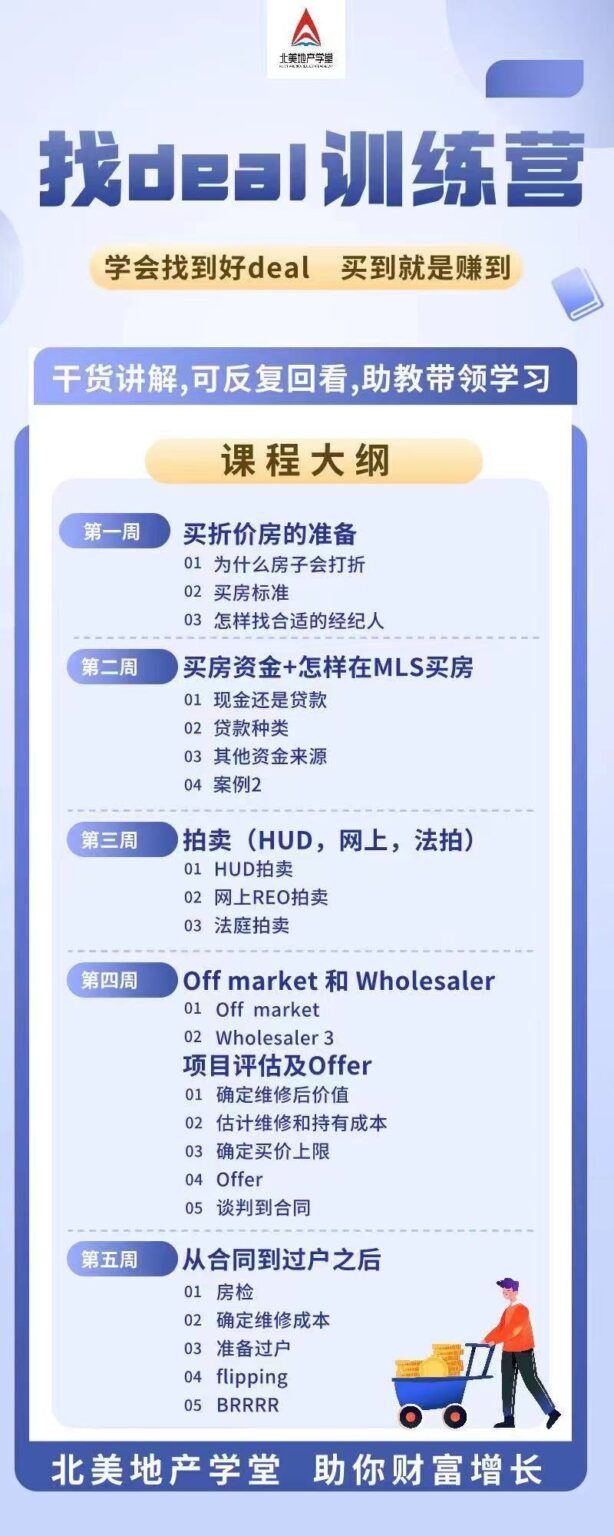 北美地产学堂
找deal训练营
学会找到好deal 买到就是赚到
干货讲解,可反复回看,助教带领学习
课程大纲
第一周 买折价房的准备
01 为什么房子会打折
02 买房标准
03 怎样找合适的经纪人
第二周 买房资金+怎样在MLS买房
01 现金还是贷款
02 贷款种类
03 其他资金来源
04 案例2
第三周 拍卖（HUD，网上，法拍）
01 HUD拍卖
02 网上REO拍卖
03 法庭拍卖
第四周 Off market 和 Wholesaler
01 Off market
02 Wholesaler 3
项目评估及Offer
01 确定维修后价值
02 估计维修和持有成本
03 确定买价上限
04 Offer
05 谈判到合同
第五周 从合同到过户之后
01 房检
02 确定维修成本
03 准备过户
04 flipping
05 BRRRR
北美地产学堂 助你财富增长